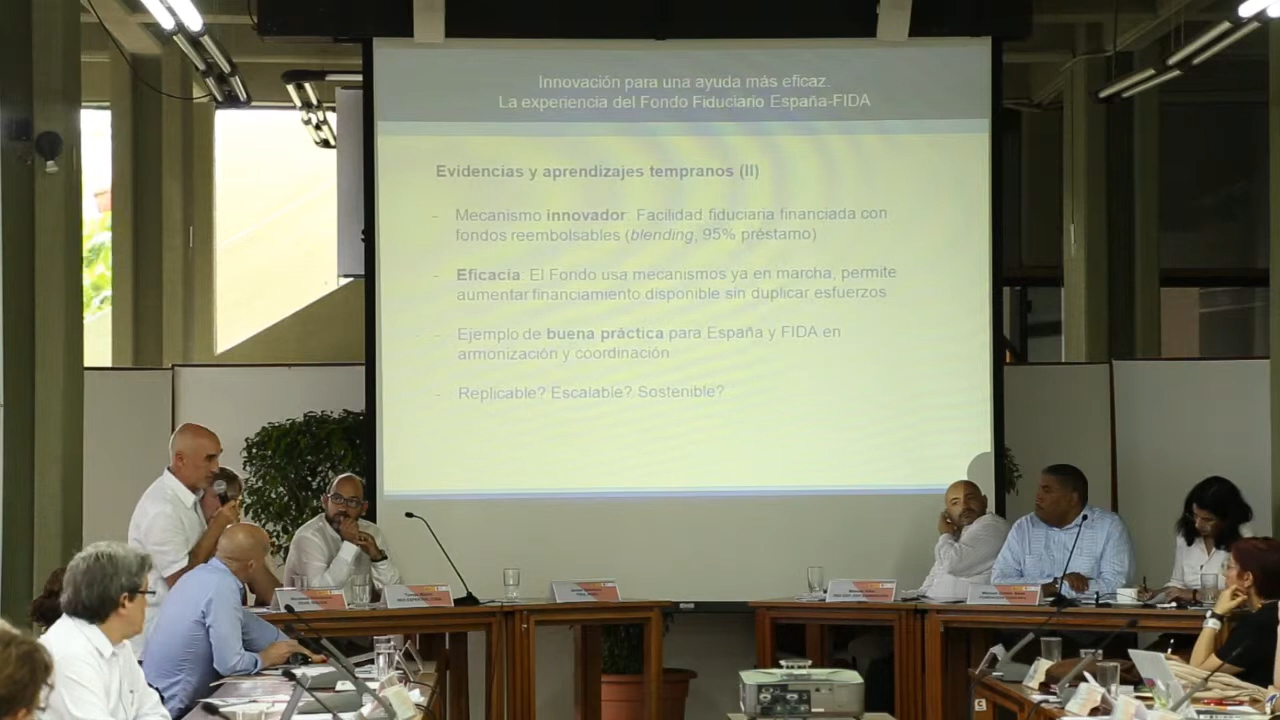 Innovación para una ayuda más eficaz.
La experiencia del Fondo Fiduciario España-FIDA
Evidencias y aprendizajes tempranos (II)
- Mecanismo innovador: Facilidad fiduciaria financiada con
fondos reembolsables (blending, 95% préstamo)
- Eficacia: El Fondo usa mecanismos ya en marcha, permite
aumentar financiamiento disponible sin duplicar esfuerzos
- Ejemplo de buena práctica para España y FIDA en
armonización y coordinación
- Replicable? Escalable? Sostenible?